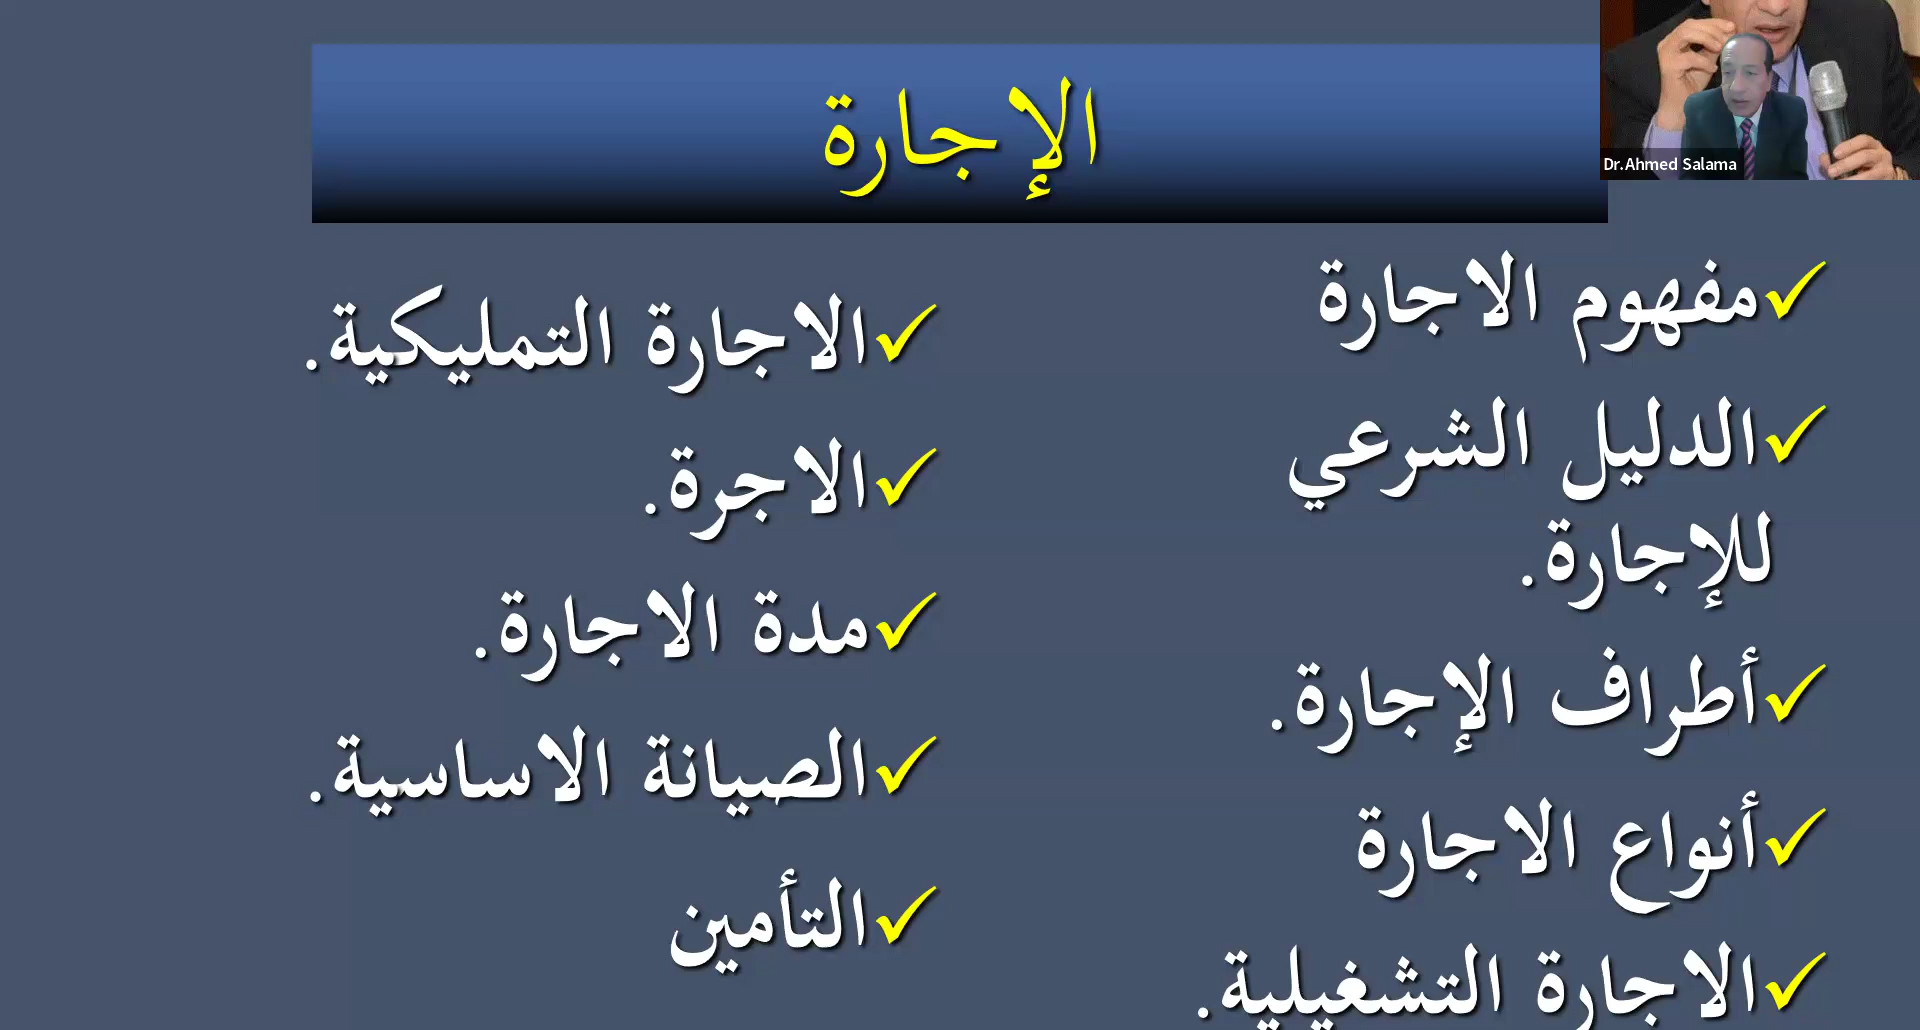 الإجارة
Dr.Ahmed Salama
مفهوم الاجارة
الدليل الشرعي
للإجارة.
أطراف الإجارة.
أنواع الاجارة
الاجارة التشغيلية.
الاجارة التمليكية.
الاجرة.
مدة الاجارة.
الصيانة الاساسية.
التأمين